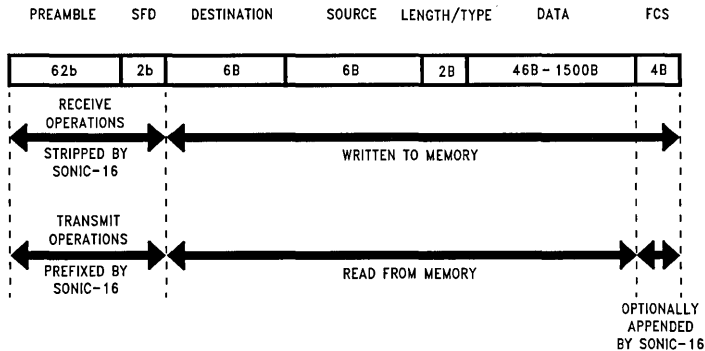 PREAMBLE SFD DESTINATION SOURCE LENGTH/TYPE DATA FCS
62b 2b 6B 6B 2B 46B-1500B 4B
RECEIVE
OPERATIONS
STRIPPED BY
SONIC-16
WRITTEN TO MEMORY
TRANSMIT
OPERATIONS
PREFIXED BY
SONIC-16
READ FROM MEMORY
OPTIONALLY
APPENDED
BY SONIC-16